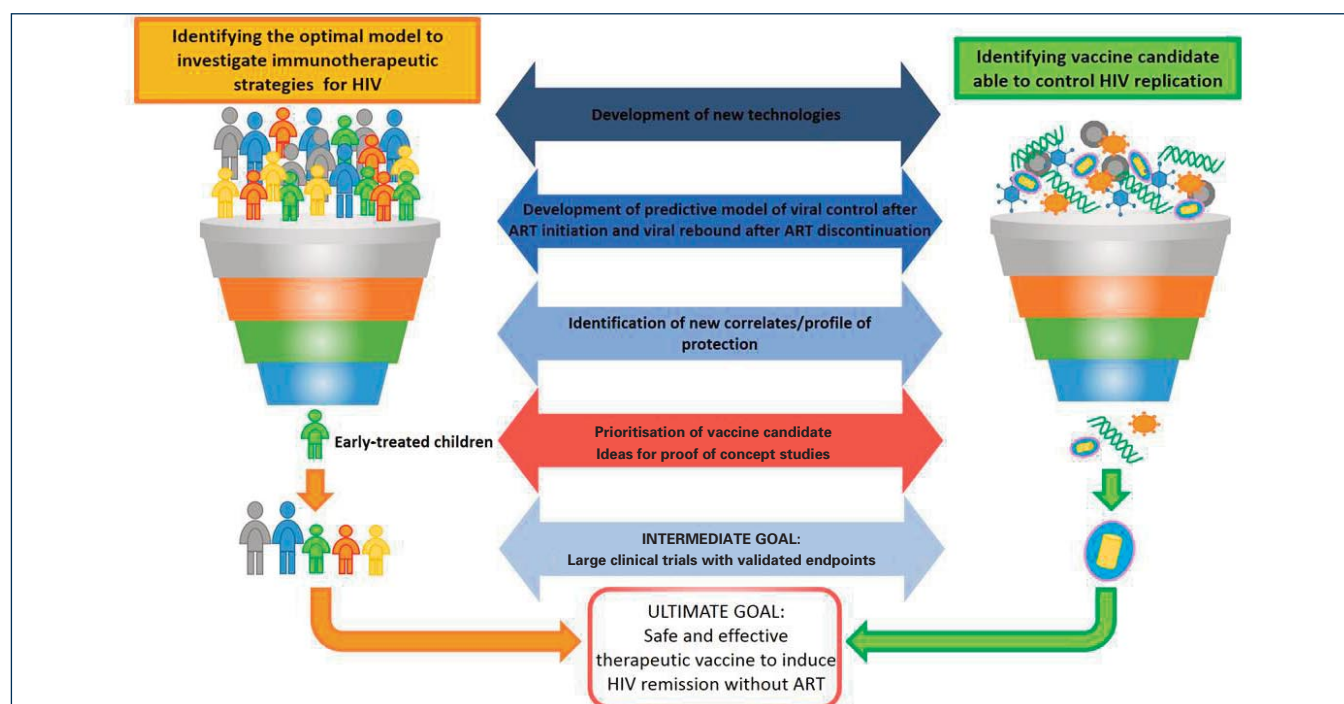 Identifying the optimal model to
investigate immunotherapeutic
strategies for HIV
Identifying vaccine candidate
able to control HIV replication
Development of new technologies
Development of predictive model of viral control after
ART initiation and viral rebound after ART discontinuation
Identification of new correlates/profile of
protection
Early-treated children
Prioritisation of vaccine candidate
Ideas for proof of concept studies
INTERMEDIATE GOAL:
Large clinical trials with validated endpoints
ULTIMATE GOAL:
Safe and effective
therapeutic vaccine to induce
HIV remission without ART